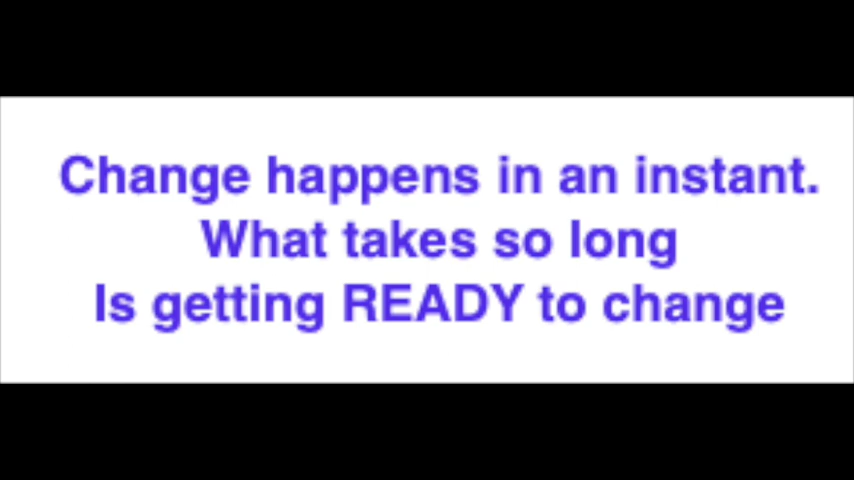 Change happens in an instant.
What takes so long
Is getting READY to change